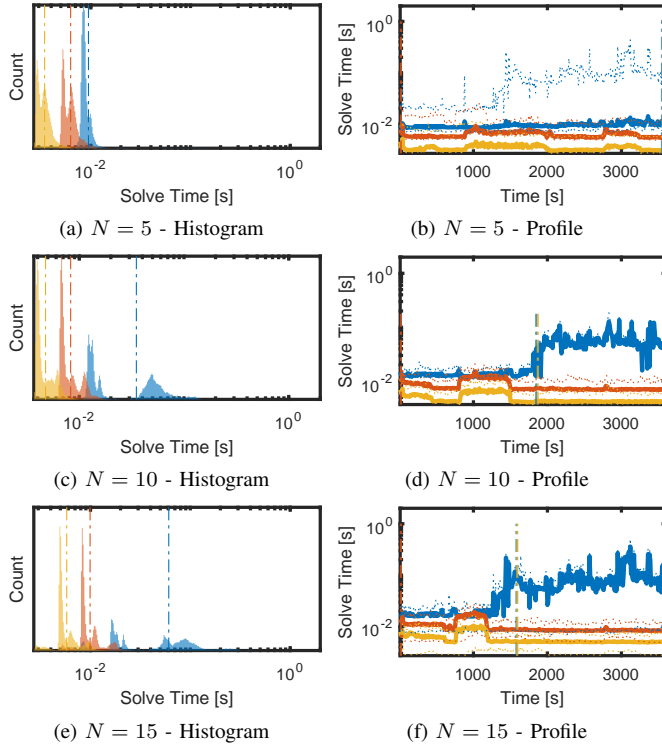 Count
10^-2
10^0
Solve Time [s]
(a) N = 5 - Histogram
Solve Time [s]
10^0
10^-2
1000
2000
3000
Time [s]
(b) N = 5 - Profile
Count
10^-2
10^0
Solve Time [s]
(c) N = 10 - Histogram
Solve Time [s]
10^0
10^-2
1000
2000
3000
Time [s]
(d) N = 10 - Profile
Count
10^-2
10^0
Solve Time [s]
(e) N = 15 - Histogram
Solve Time [s]
10^0
10^-2
1000
2000
3000
Time [s]
(f) N = 15 - Profile